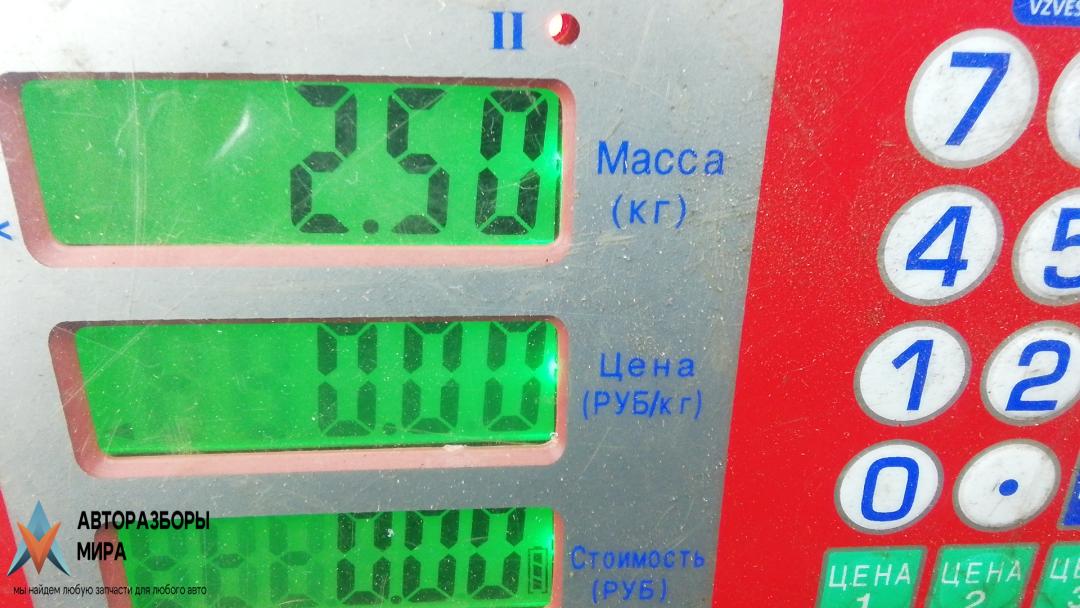 II
VZVES
7
2.50
Масса
(кг)
4
5
<
0.00
Цена
(РУБ/кг)
1
2
0
.
0.00
Стоимость
(РУБ)
ЦЕНА
1
ЦЕНА
2
АВТОРАЗБОРЫ
МИРА
мы найдем любую запчасти для любого авто